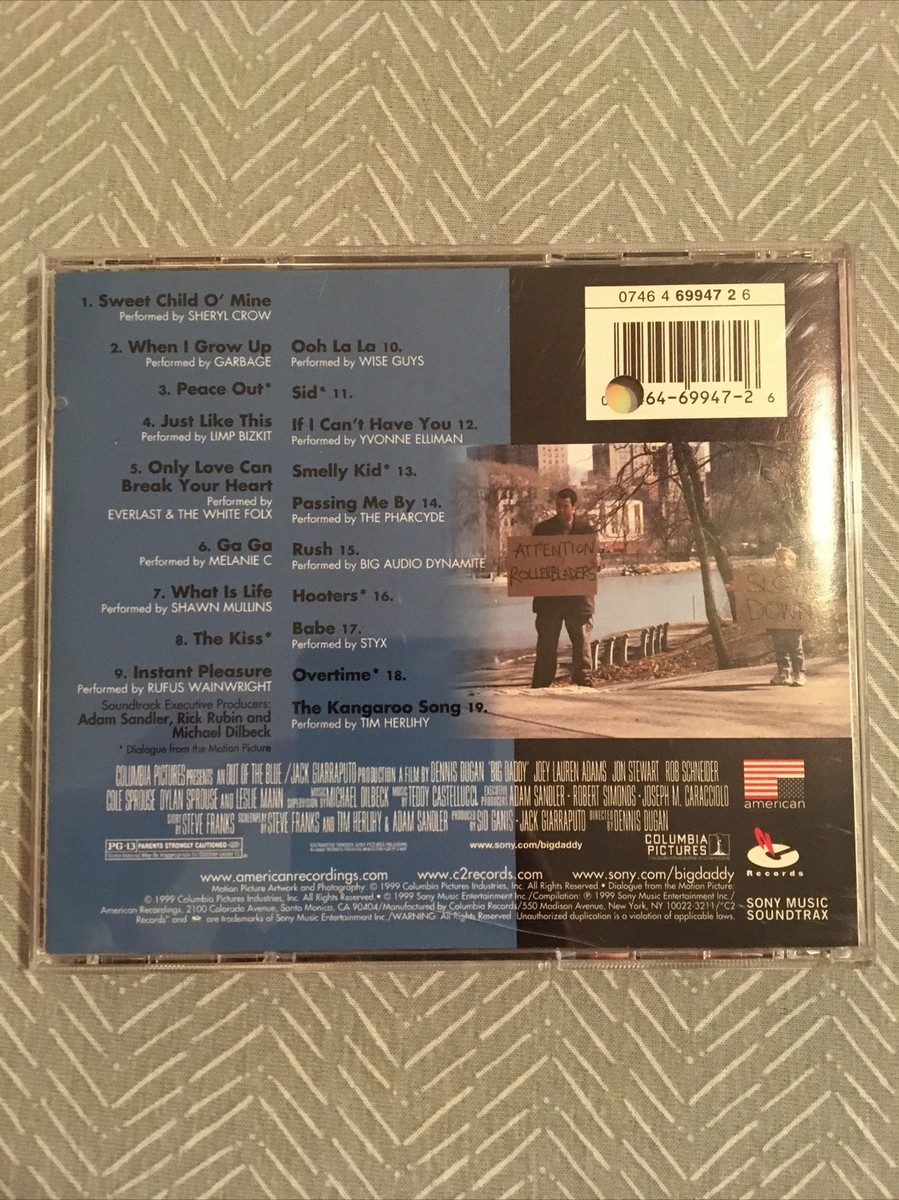 1. Sweet Child O' Mine
Performed by SHERYL CROW
2. When I Grow Up
Performed by GARBAGE
3. Peace Out*
4. Just Like This
Performed by LIMP BIZKIT
5. Only Love Can
Break Your Heart
Performed by
EVERLAST & THE WHITE FOLX
6. Ga Ga
Performed by MELANIE C
7. What Is Life
Performed by SHAWN MULLINS
8. The Kiss*
9. Instant Pleasure
Performed by RUFUS WAINWRIGHT
Soundtrack Executive Producers:
Adam Sandler, Rick Rubin and
Michael Dilbeck
* Dialogue from the Motion Picture
Ooh La La 10.
Performed by WISE GUYS
Sid* 11.
If I Can't Have You 12.
Performed by YVONNE ELLIMAN
Smelly Kid* 13.
Passing Me By 14.
Performed by THE PHARCYDE
Rush 15.
Performed by BIG AUDIO DYNAMITE
Hooters* 16.
Babe 17.
Performed by STYX
Overtime* 18.
The Kangaroo Song 19.
Performed by TIM HERLIHY
0746 4 69947 2 6
64-69947-2 6
ATTENTION
ROLLERBLADERS
COLUMBIA PICTURES PRESENTS AN OUT OF THE BLUE / JACK GIARRAPUTO PRODUCTION A FILM BY DENNIS DUGAN "BIG DADDY" JOEY LAUREN ADAMS JON STEWART ROB SCHNEIDER
COLE SPROUSE DYLAN SPROUSE AND LESLIE MANN MUSIC SUPERVISION BY MICHAEL DILBECK MUSIC BY TEDDY CASTELLUCCI EXECUTIVE PRODUCERS ADAM SANDLER · ROBERT SIMONDS · JOSEPH M. CARACCIOLO
STORY BY STEVE FRANKS SCREENPLAY BY STEVE FRANKS AND TIM HERLIHY & ADAM SANDLER PRODUCED BY SID GANIS · JACK GIARRAPUTO DIRECTED BY DENNIS DUGAN
american
PG-13 PARENTS STRONGLY CAUTIONED
www.sony.com/bigdaddy
COLUMBIA
PICTURES
Records
www.americanrecordings.com www.c2records.com www.sony.com/bigdaddy
Motion Picture Artwork and Photography: © 1999 Columbia Pictures Industries, Inc. All Rights Reserved. • Dialogue from the Motion Picture:
© 1999 Columbia Pictures Industries, Inc. All Rights Reserved. • © 1999 Sony Music Entertainment Inc./Compilation: ℗ 1999 Sony Music Entertainment Inc./
American Recordings, 2100 Colorado Avenue, Santa Monica, CA 90404/Manufactured by Columbia Records/550 Madison Avenue, New York, NY 10022-3211/"C2
Records" and are trademarks of Sony Music Entertainment Inc./WARNING: All Rights Reserved. Unauthorized duplication is a violation of applicable laws.
SONY MUSIC
SOUNDTRAX